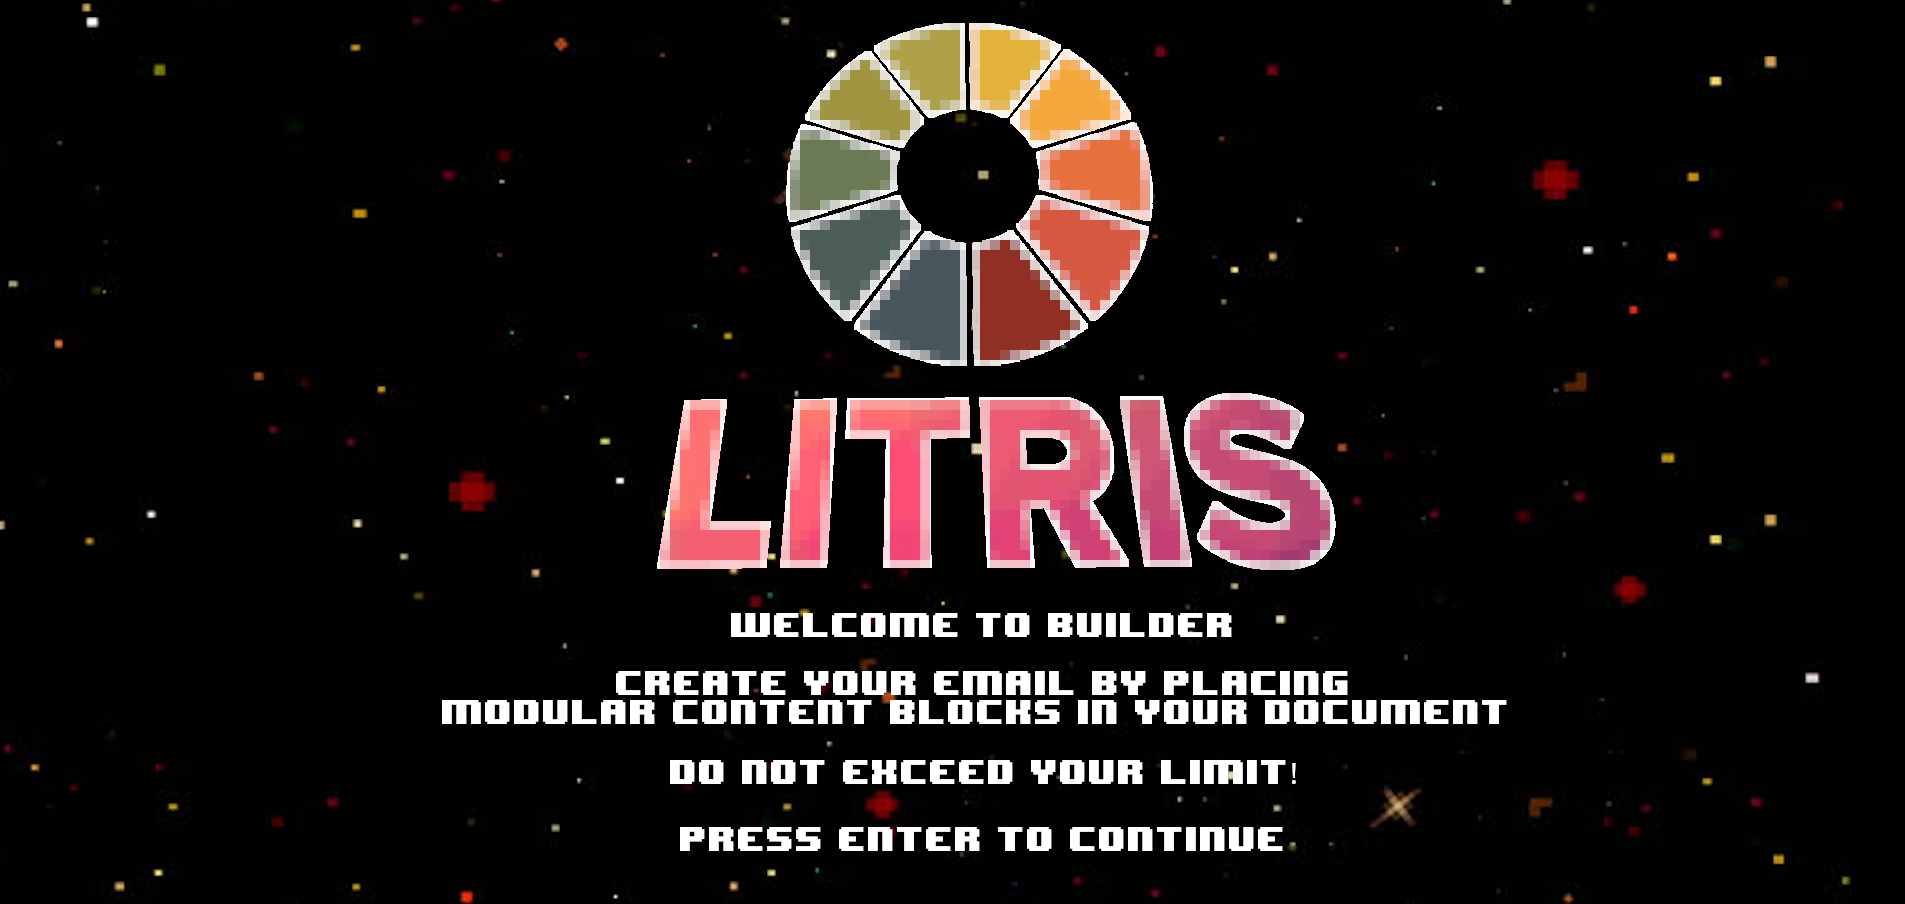 LITRIS
WELCOME TO BUILDER
CREATE YOUR EMAIL BY PLACING
MODULAR CONTENT BLOCKS IN YOUR DOCUMENT
DO NOT EXCEED YOUR LIMIT!
PRESS ENTER TO CONTINUE